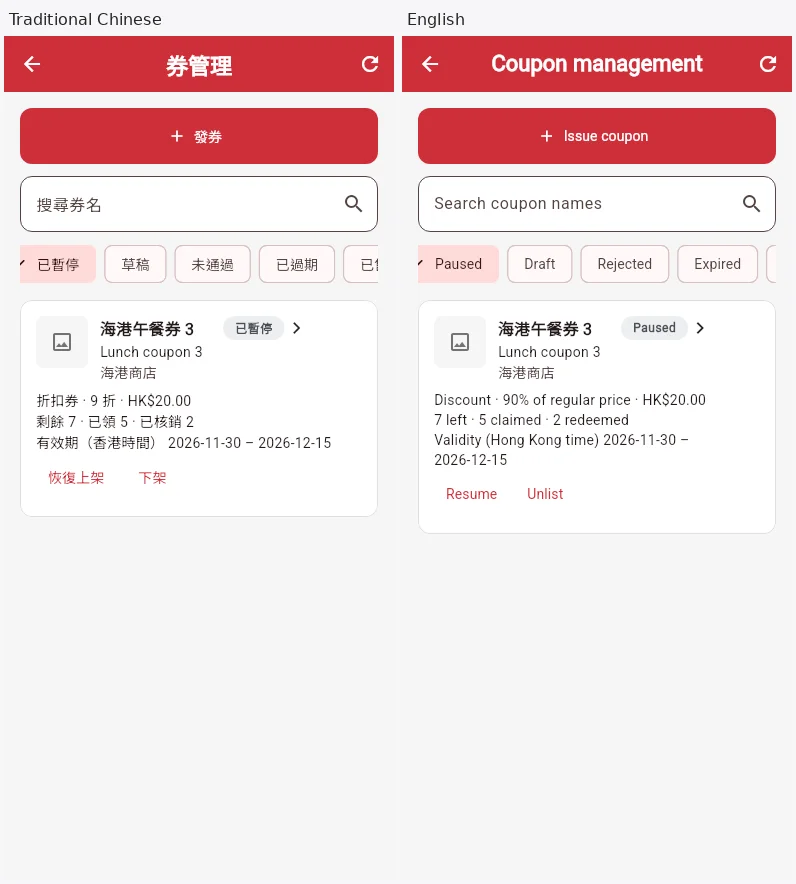 Traditional Chinese
券管理
發券
搜尋券名
已暫停
草稿
未通過
已過期
海港午餐券 3
已暫停
Lunch coupon 3
海港商店
折扣券 · 9 折 · HK$20.00
剩餘 7 · 已領 5 · 已核銷 2
有效期（香港時間） 2026-11-30 – 2026-12-15
恢復上架
下架
English
Coupon management
Issue coupon
Search coupon names
Paused
Draft
Rejected
Expired
海港午餐券 3
Paused
Lunch coupon 3
海港商店
Discount · 90% of regular price · HK$20.00
7 left · 5 claimed · 2 redeemed
Validity (Hong Kong time) 2026-11-30 –
2026-12-15
Resume
Unlist